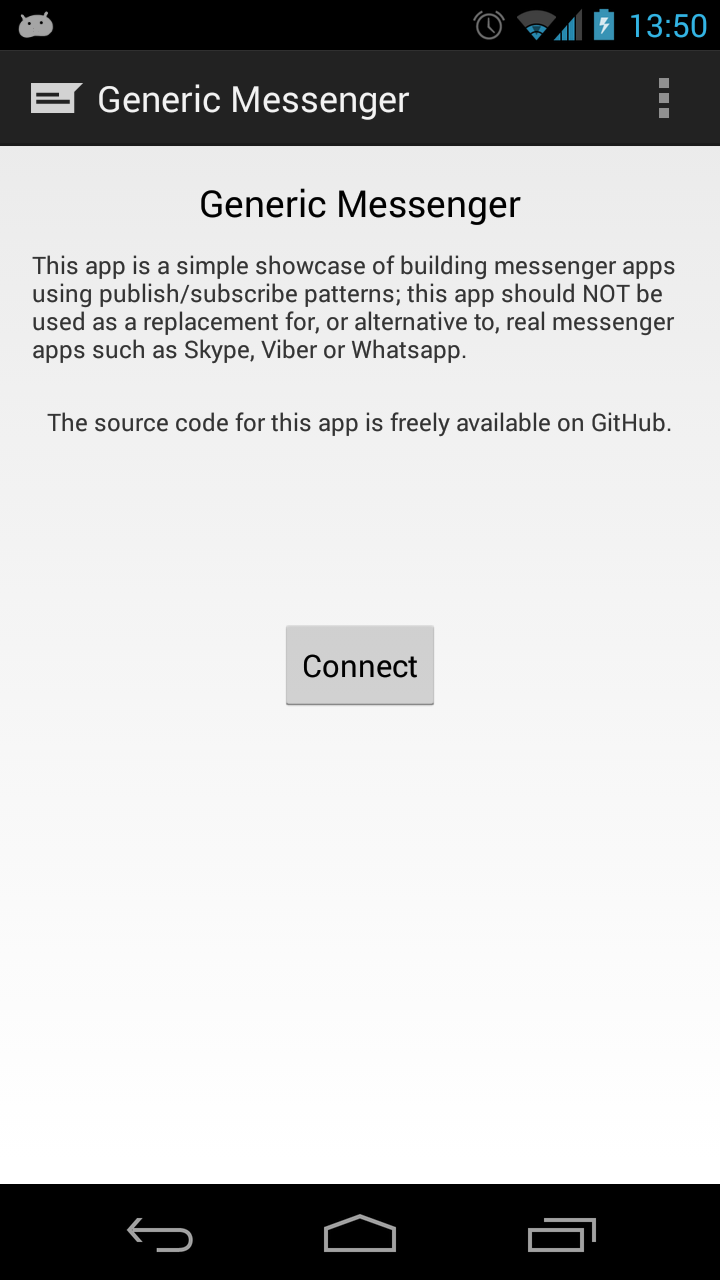 13:50
Generic Messenger
Generic Messenger
This app is a simple showcase of building messenger apps
using publish/subscribe patterns; this app should NOT be
used as a replacement for, or alternative to, real messenger
apps such as Skype, Viber or Whatsapp.
The source code for this app is freely available on GitHub.
Connect